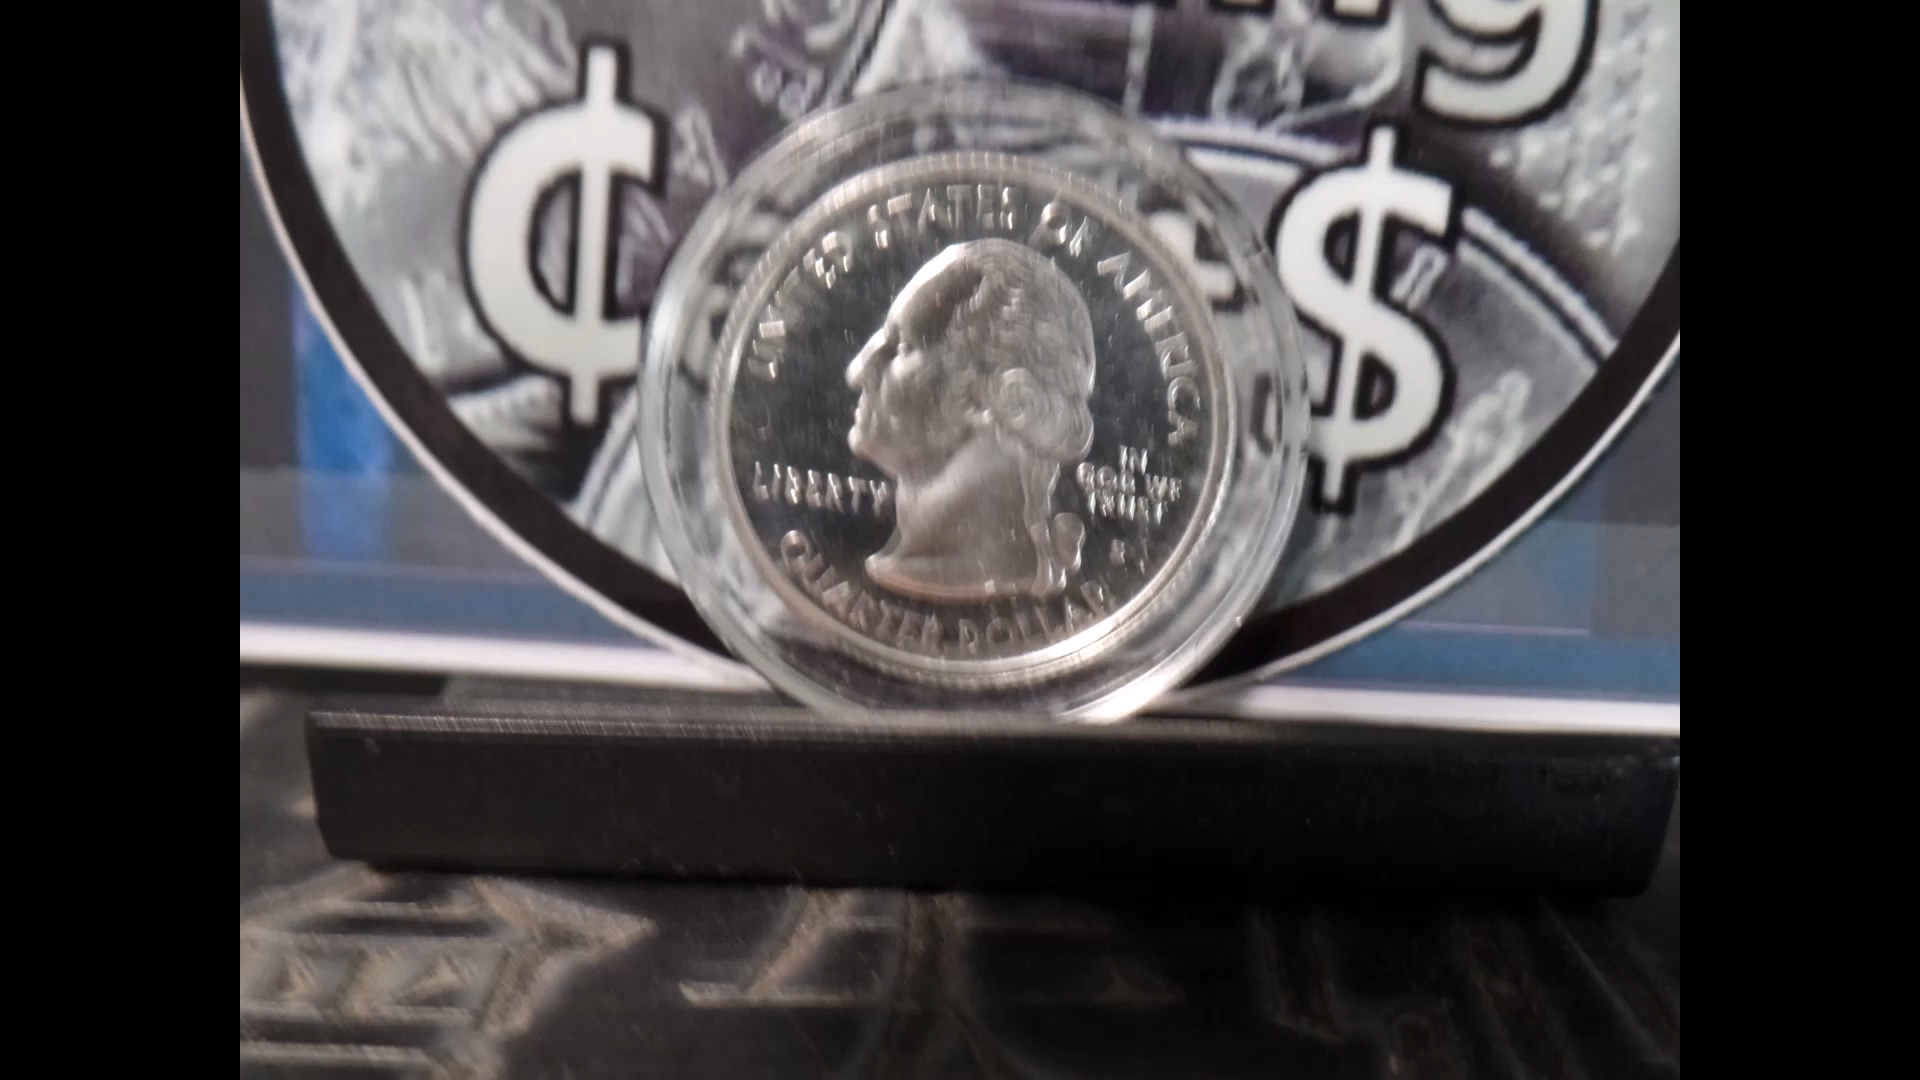 ¢ $
UNITED STATES OF AMERICA
LIBERTY
IN
GOD WE
TRUST
S
QUARTER DOLLAR